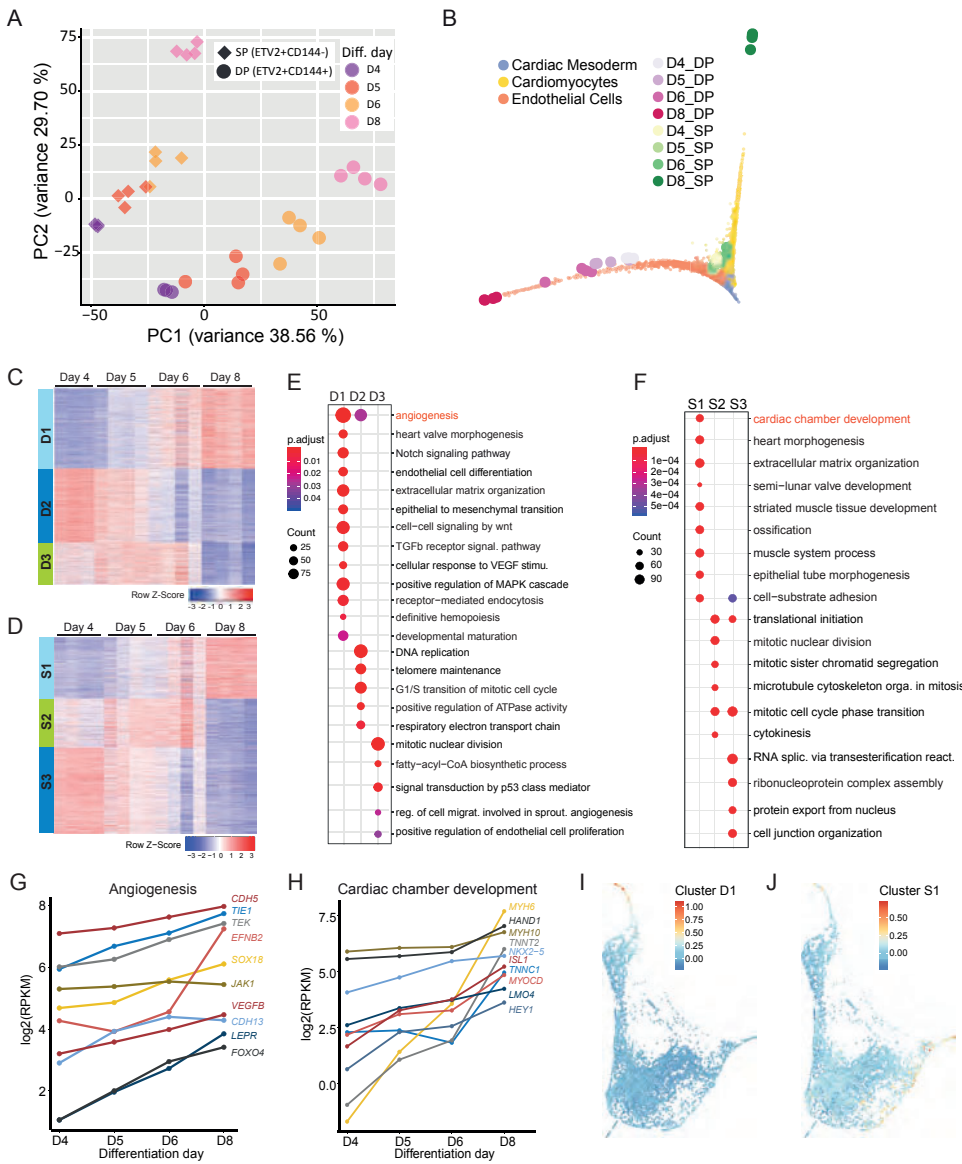 A
PC2 (variance 29.70 %)
75
50
25
0
−25
−50
0
50
PC1 (variance 38.56 %)
SP (ETV2+CD144-)
DP (ETV2+CD144+)
Diff. day
D4
D5
D6
D8
B
Cardiac Mesoderm
Cardiomyocytes
Endothelial Cells
D4_DP
D5_DP
D6_DP
D8_DP
D4_SP
D5_SP
D6_SP
D8_SP
C
Day 4 Day 5 Day 6 Day 8
D1
D2
D3
Row Z-Score
−3 −2 −1 0 1 2 3
D
Day 4 Day 5 Day 6 Day 8
S1
S2
S3
Row Z-Score
−3 −2 −1 0 1 2 3
E
D1 D2 D3
p.adjust
0.01
0.02
0.03
0.04
Count
25
50
75
angiogenesis
heart valve morphogenesis
Notch signaling pathway
endothelial cell differentiation
extracellular matrix organization
epithelial to mesenchymal transition
cell-cell signaling by wnt
TGFb receptor signal. pathway
cellular response to VEGF stimu.
positive regulation of MAPK cascade
receptor-mediated endocytosis
definitive hemopoiesis
developmental maturation
DNA replication
telomere maintenance
G1/S transition of mitotic cell cycle
positive regulation of ATPase activity
respiratory electron transport chain
mitotic nuclear division
fatty-acyl-CoA biosynthetic process
signal transduction by p53 class mediator
reg. of cell migrat. involved in sprout. angiogenesis
positive regulation of endothelial cell proliferation
F
S1 S2 S3
p.adjust
1e−04
2e−04
3e−04
4e−04
5e−04
Count
30
60
90
cardiac chamber development
heart morphogenesis
extracellular matrix organization
semi-lunar valve development
striated muscle tissue development
ossification
muscle system process
epithelial tube morphogenesis
cell-substrate adhesion
translational initiation
mitotic nuclear division
mitotic sister chromatid segregation
microtubule cytoskeleton orga. in mitosis
mitotic cell cycle phase transition
cytokinesis
RNA splic. via transesterification react.
ribonucleoprotein complex assembly
protein export from nucleus
cell junction organization
G
Angiogenesis
log2(RPKM)
8
6
4
2
D4 D5 D6 D8
Differentiation day
CDH5
TIE1
TEK
EFNB2
SOX18
JAK1
VEGFB
CDH13
LEPR
FOXO4
H
Cardiac chamber development
log2(RPKM)
7.5
5.0
2.5
0.0
D4 D5 D6 D8
Differentiation day
MYH6
HAND1
MYH10
TNNT2
NKX2−5
ISL1
TNNC1
MYOCD
LMO4
HEY1
I
Cluster D1
1.00
0.75
0.50
0.25
0.00
J
Cluster S1
0.50
0.25
0.00